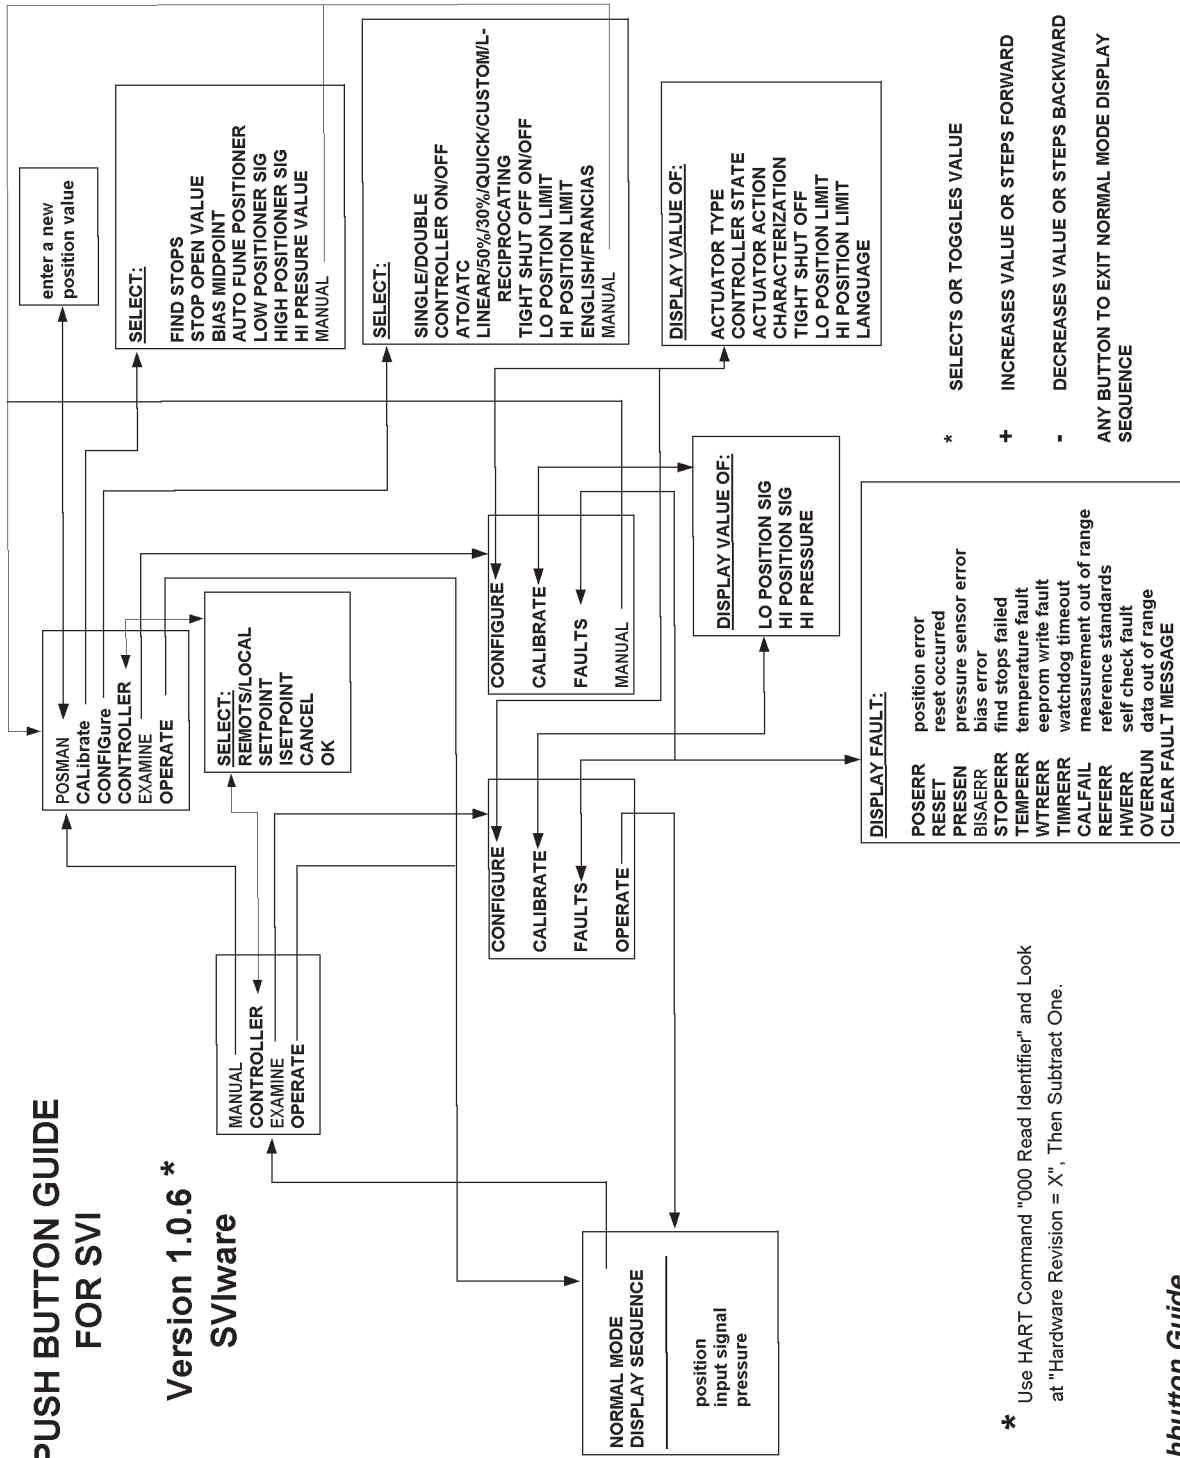 PUSH BUTTON GUIDE
FOR SVI
Version 1.0.6 *
SVIware
NORMAL MODE
DISPLAY SEQUENCE
position
input signal
pressure
MANUAL
CONTROLLER
EXAMINE
OPERATE
POSMAN
CALibrate
CONFIGure
CONTROLLER
EXAMINE
OPERATE
enter a new
position value
SELECT:
REMOTS/LOCAL
SETPOINT
ISETPOINT
CANCEL
OK
SELECT:
FIND STOPS
STOP OPEN VALUE
BIAS MIDPOINT
AUTO FUNE POSITIONER
LOW POSITIONER SIG
HIGH POSITIONER SIG
HI PRESURE VALUE
MANUAL
SELECT:
SINGLE/DOUBLE
CONTROLLER ON/OFF
ATO/ATC
LINEAR/50%/30%/QUICK/CUSTOM/L-
RECIPROCATING
TIGHT SHUT OFF ON/OFF
LO POSITION LIMIT
HI POSITION LIMIT
ENGLISH/FRANCIAS
MANUAL
CONFIGURE
CALIBRATE
FAULTS
OPERATE
CONFIGURE
CALIBRATE
FAULTS
MANUAL
DISPLAY VALUE OF:
ACTUATOR TYPE
CONTROLLER STATE
ACTUATOR ACTION
CHARACTERIZATION
TIGHT SHUT OFF
LO POSITION LIMIT
HI POSITION LIMIT
LANGUAGE
DISPLAY VALUE OF:
LO POSITION SIG
HI POSITION SIG
HI PRESSURE
DISPLAY FAULT:
POSERR position error
RESET reset occurred
PRESEN pressure sensor error
BISAERR bias error
STOPERR find stops failed
TEMPERR temperature fault
WTRERR eeprom write fault
TIMRERR watchdog timeout
CALFAIL measurement out of range
REFERR reference standards
HWERR self check fault
OVERRUN data out of range
CLEAR FAULT MESSAGE
* SELECTS OR TOGGLES VALUE
+ INCREASES VALUE OR STEPS FORWARD
- DECREASES VALUE OR STEPS BACKWARD
ANY BUTTON TO EXIT NORMAL MODE DISPLAY
SEQUENCE
* Use HART Command "000 Read Identifier" and Look
at "Hardware Revision = X", Then Subtract One.
hbutton Guide